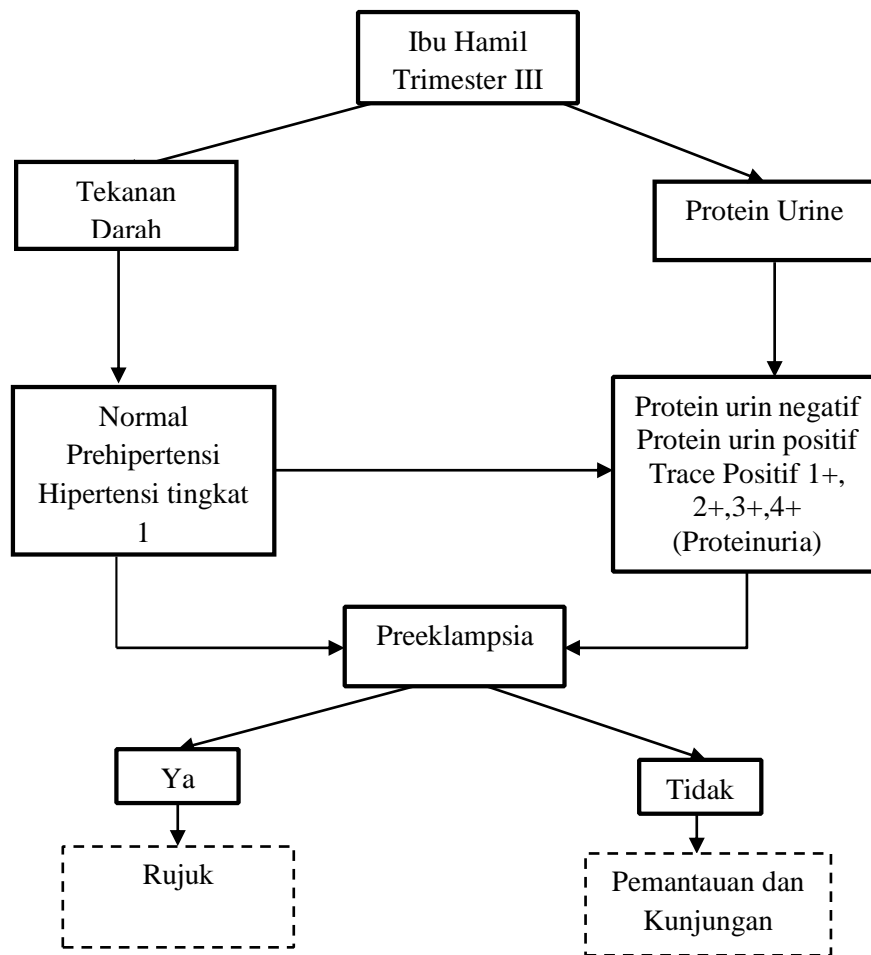 Ibu Hamil
Trimester III
Tekanan
Darah
Protein Urine
Normal
Prehipertensi
Hipertensi tingkat
1
Protein urin negatif
Protein urin positif
Trace Positif 1+,
2+,3+,4+
(Proteinuria)
Preeklampsia
Ya
Tidak
Rujuk
Pemantauan dan
Kunjungan